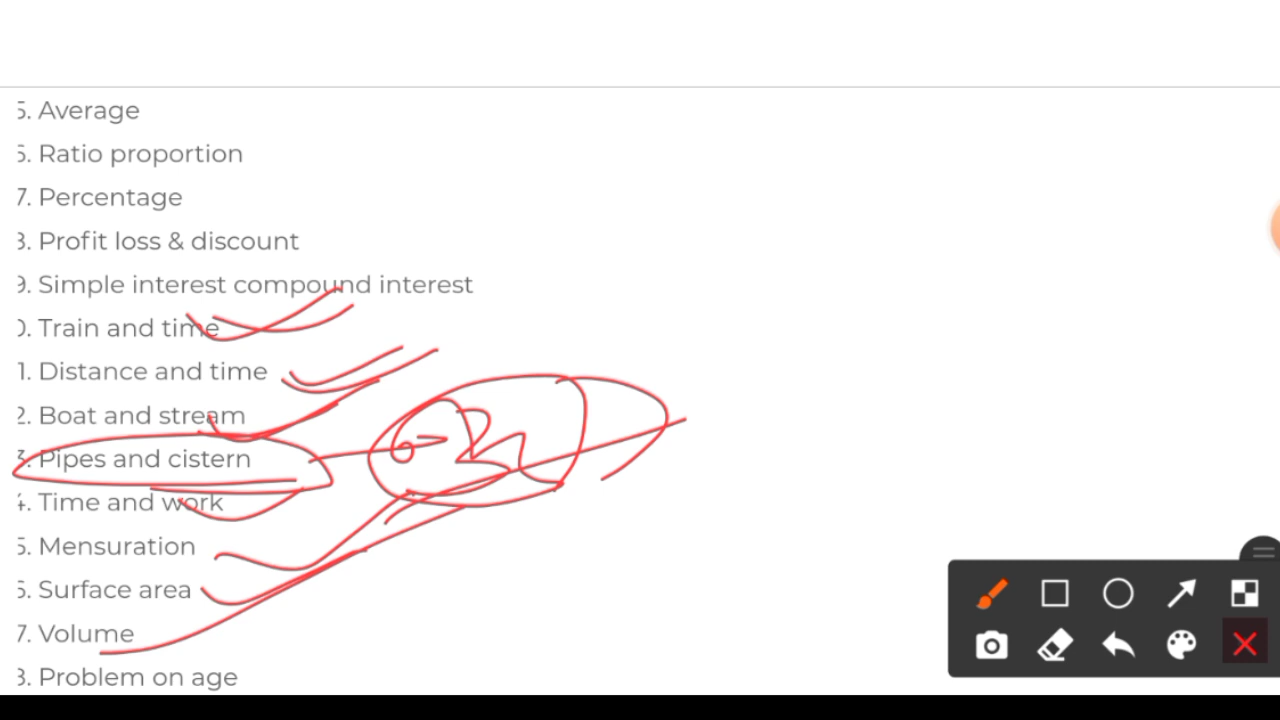 5. Average
6. Ratio proportion
7. Percentage
8. Profit loss & discount
9. Simple interest compound interest
0. Train and time
1. Distance and time
2. Boat and stream
3. Pipes and cistern
4. Time and work
5. Mensuration
6. Surface area
7. Volume
8. Problem on age